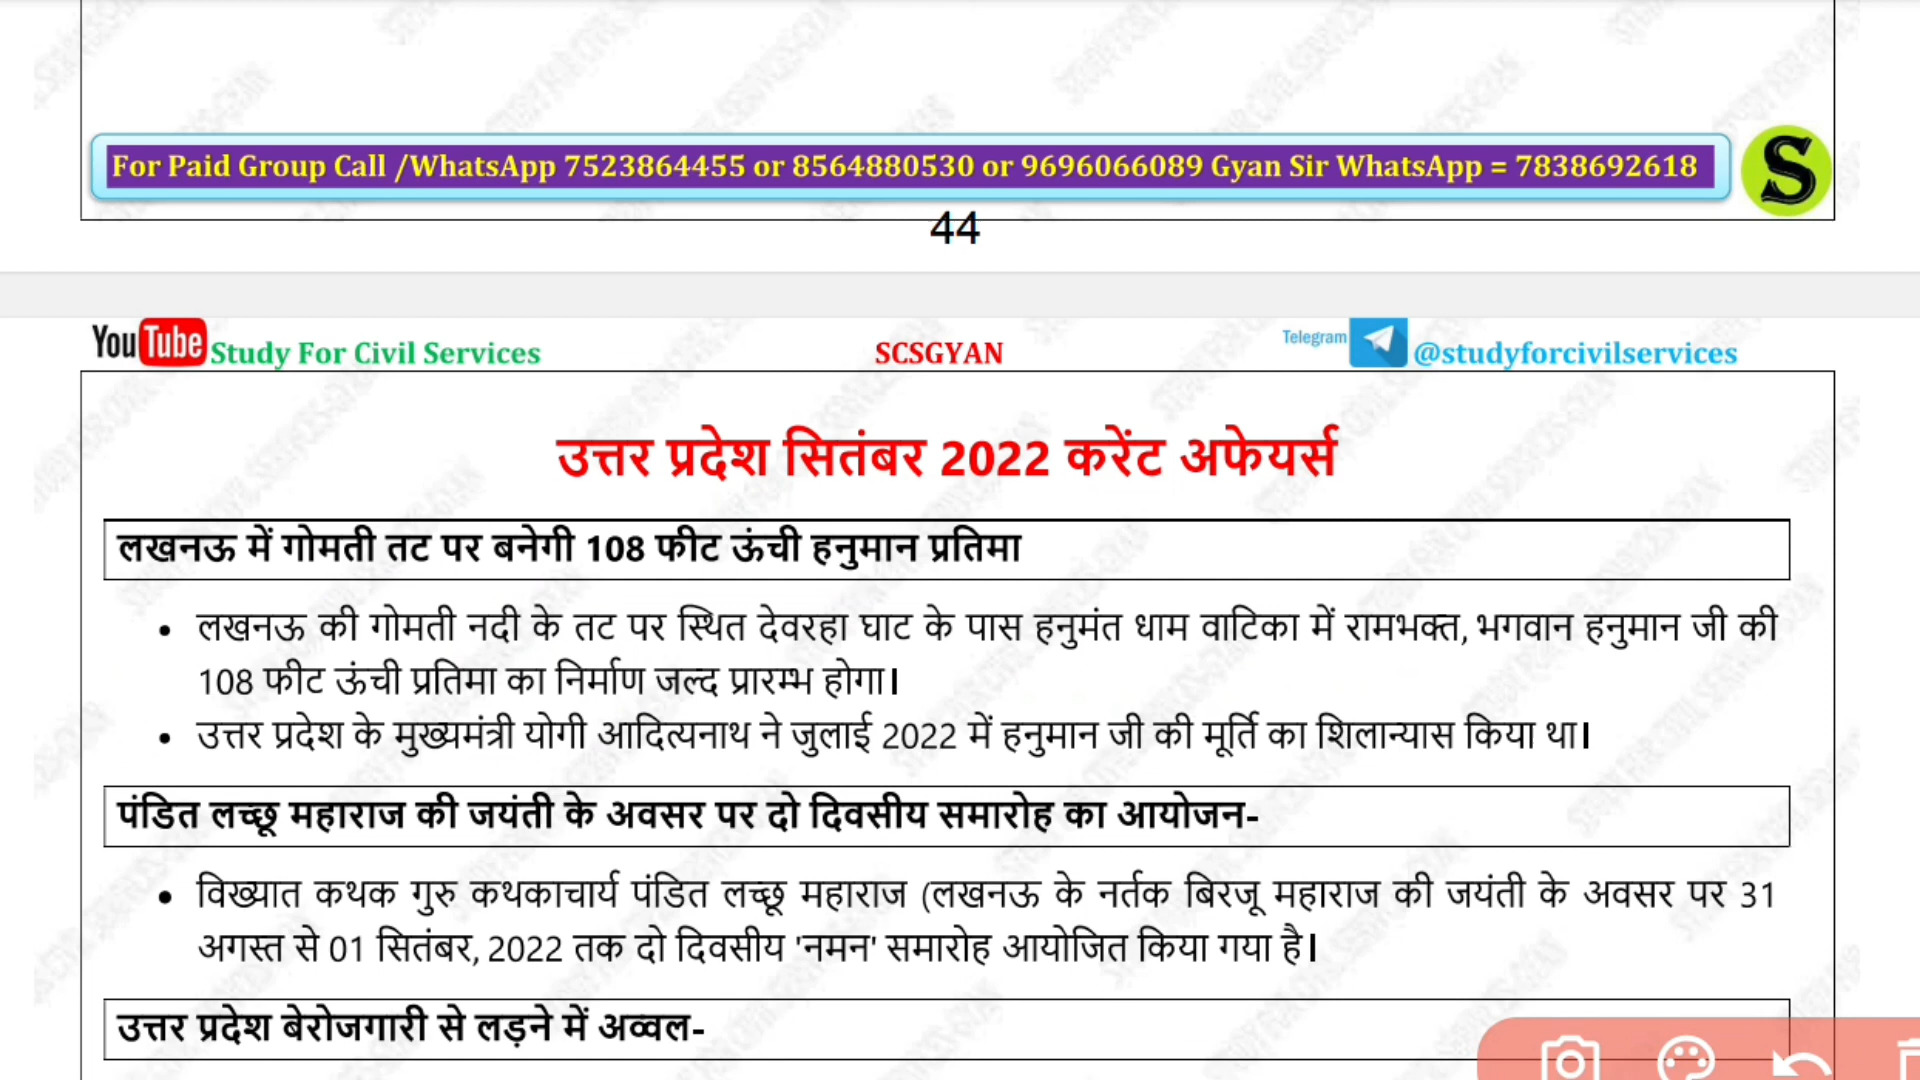 For Paid Group Call /WhatsApp 7523864455 or 8564880530 or 9696066089 Gyan Sir WhatsApp = 7838692618
S
44
YouTube Study For Civil Services SCSGYAN Telegram @studyforcivilservices
उत्तर प्रदेश सितंबर 2022 करेंट अफेयर्स
लखनऊ में गोमती तट पर बनेगी 108 फीट ऊंची हनुमान प्रतिमा
• लखनऊ की गोमती नदी के तट पर स्थित देवरहा घाट के पास हनुमंत धाम वाटिका में रामभक्त, भगवान हनुमान जी की
108 फीट ऊंची प्रतिमा का निर्माण जल्द प्रारम्भ होगा।
• उत्तर प्रदेश के मुख्यमंत्री योगी आदित्यनाथ ने जुलाई 2022 में हनुमान जी की मूर्ति का शिलान्यास किया था।
पंडित लच्छू महाराज की जयंती के अवसर पर दो दिवसीय समारोह का आयोजन-
• विख्यात कथक गुरु कथकाचार्य पंडित लच्छू महाराज (लखनऊ के नर्तक बिरजू महाराज की जयंती के अवसर पर 31
अगस्त से 01 सितंबर, 2022 तक दो दिवसीय 'नमन' समारोह आयोजित किया गया है।
उत्तर प्रदेश बेरोजगारी से लड़ने में अव्वल-